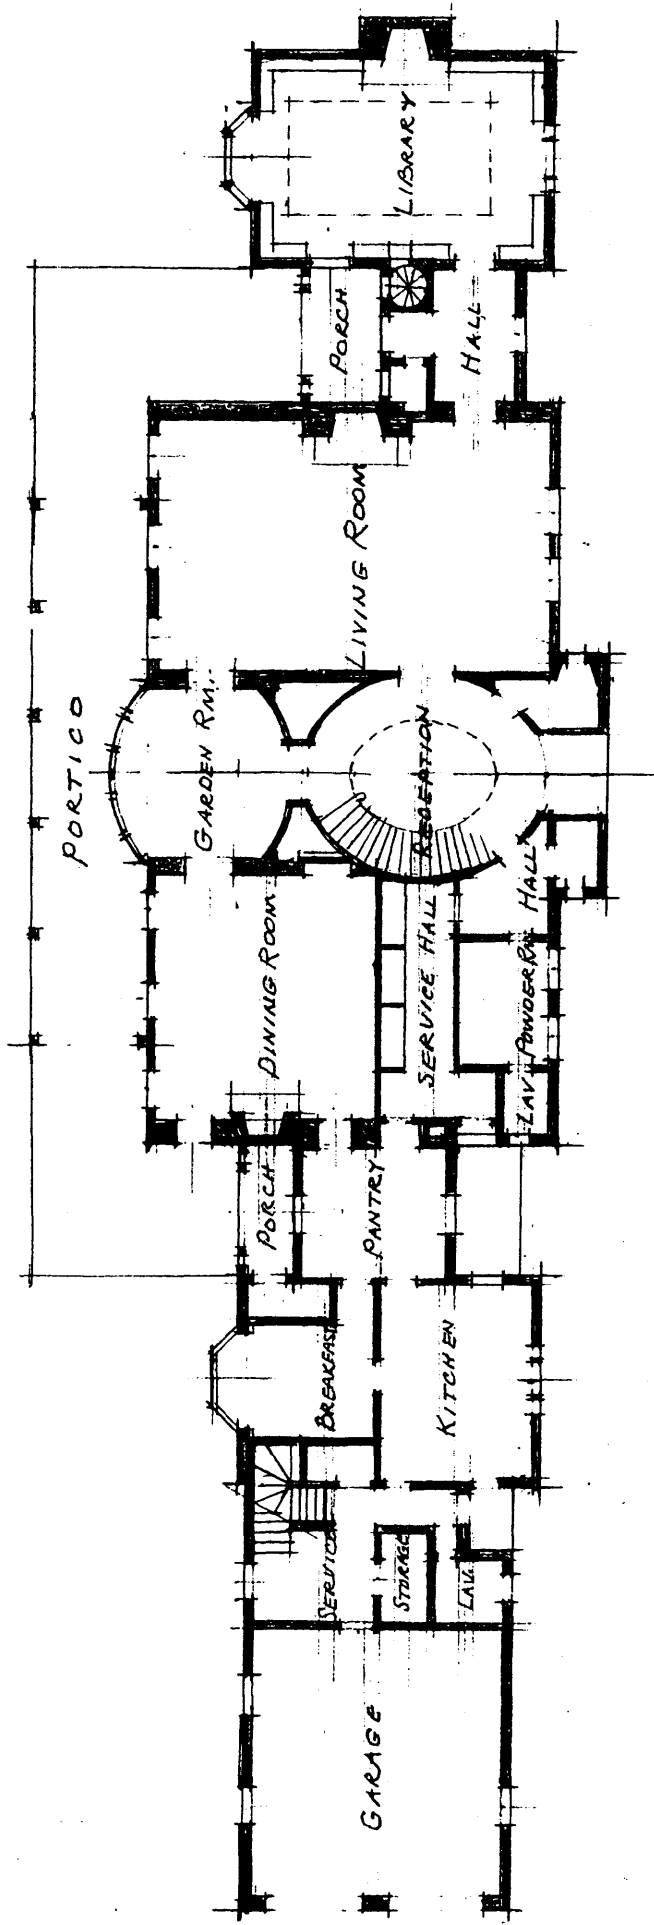 LIBRARY
PORCH
HALL
LIVING ROOM
PORTICO
GARDEN RM.
RECEPTION
HALL
DINING ROOM
SERVICE HALL
POWDER RM
LAV
PORCH
PANTRY
BREAKFAST
KITCHEN
SERVICE
STORAGE
LAV.
GARAGE